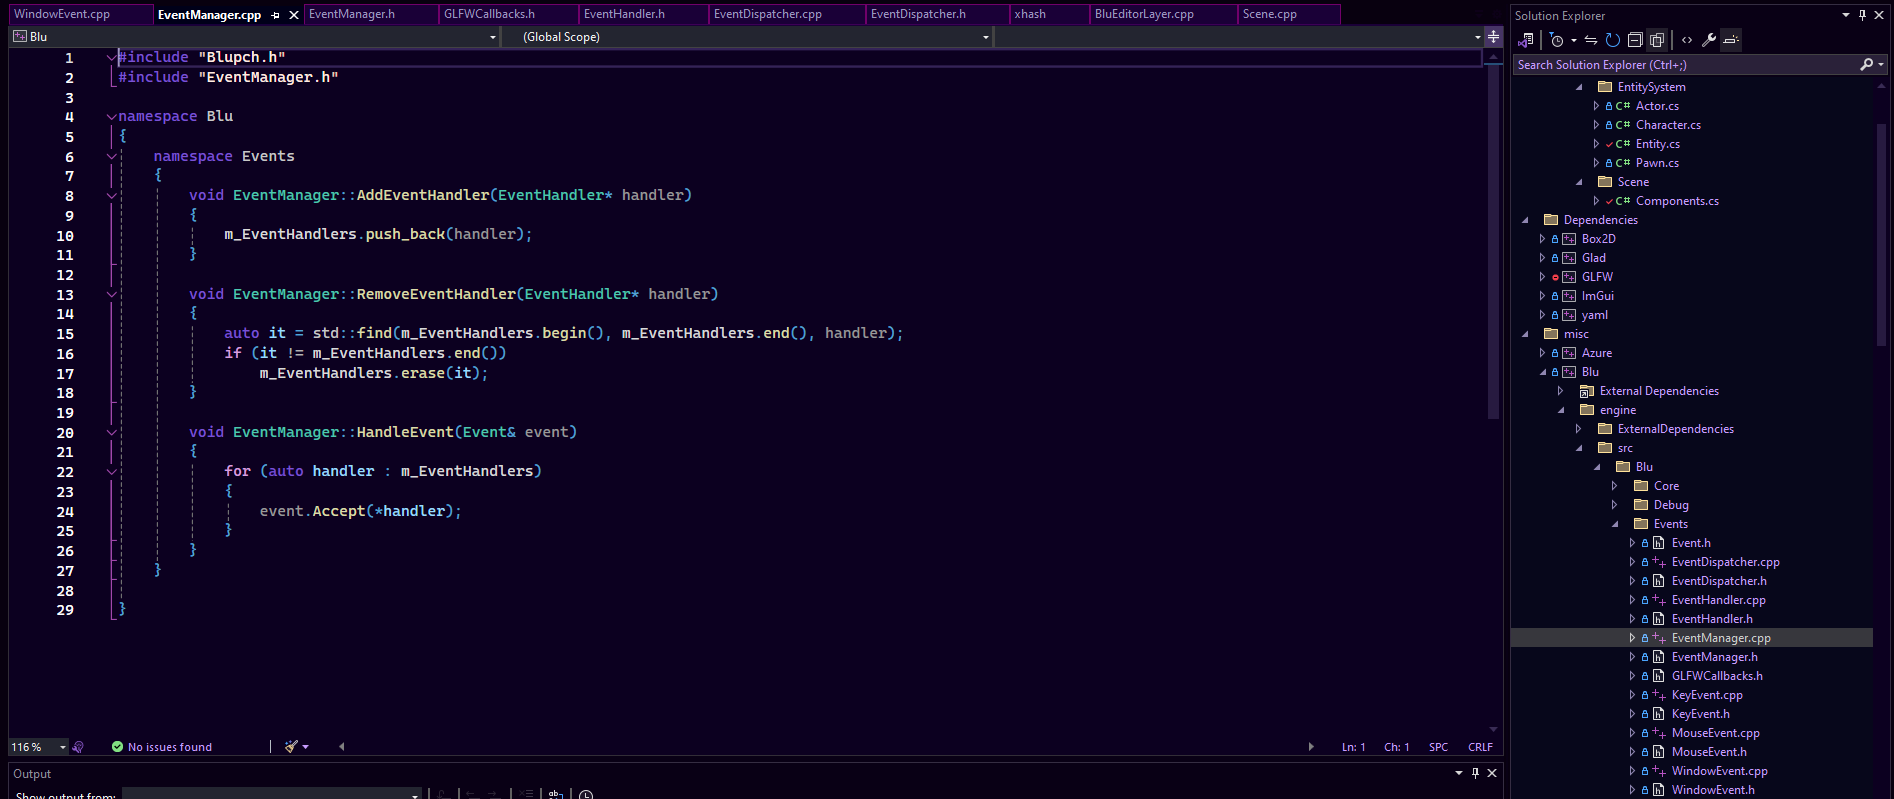 WindowEvent.cpp EventManager.cpp EventManager.h GLFWCallbacks.h EventHandler.h EventDispatcher.cpp EventDispatcher.h xhash BluEditorLayer.cpp Scene.cpp
Blu (Global Scope)
1 #include "Blupch.h"
2 #include "EventManager.h"
3
4 namespace Blu
5 {
6 namespace Events
7 {
8 void EventManager::AddEventHandler(EventHandler* handler)
9 {
10 m_EventHandlers.push_back(handler);
11 }
12
13 void EventManager::RemoveEventHandler(EventHandler* handler)
14 {
15 auto it = std::find(m_EventHandlers.begin(), m_EventHandlers.end(), handler);
16 if (it != m_EventHandlers.end())
17 m_EventHandlers.erase(it);
18 }
19
20 void EventManager::HandleEvent(Event& event)
21 {
22 for (auto handler : m_EventHandlers)
23 {
24 event.Accept(*handler);
25 }
26 }
27 }
28
29 }
116 % No issues found Ln: 1 Ch: 1 SPC CRLF
Output
Show output from:
Solution Explorer
Search Solution Explorer (Ctrl+;)
EntitySystem
C# Actor.cs
C# Character.cs
C# Entity.cs
C# Pawn.cs
Scene
C# Components.cs
Dependencies
Box2D
Glad
GLFW
ImGui
yaml
misc
Azure
Blu
External Dependencies
engine
ExternalDependencies
src
Blu
Core
Debug
Events
Event.h
EventDispatcher.cpp
EventDispatcher.h
EventHandler.cpp
EventHandler.h
EventManager.cpp
EventManager.h
GLFWCallbacks.h
KeyEvent.cpp
KeyEvent.h
MouseEvent.cpp
MouseEvent.h
WindowEvent.cpp
WindowEvent.h